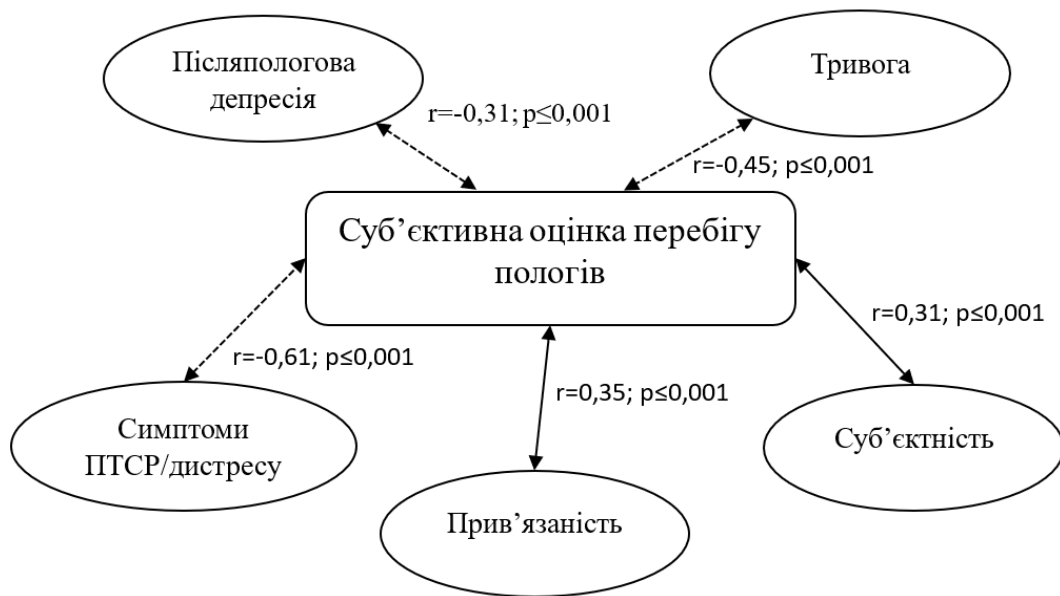 Післяпологова
депресія
Тривога
r=-0,31; p≤0,001
r=-0,45; p≤0,001
Суб’єктивна оцінка перебігу
пологів
r=-0,61; p≤0,001
r=0,35; p≤0,001
r=0,31; p≤0,001
Симптоми
ПТСР/дистресу
Прив’язаність
Суб’єктність